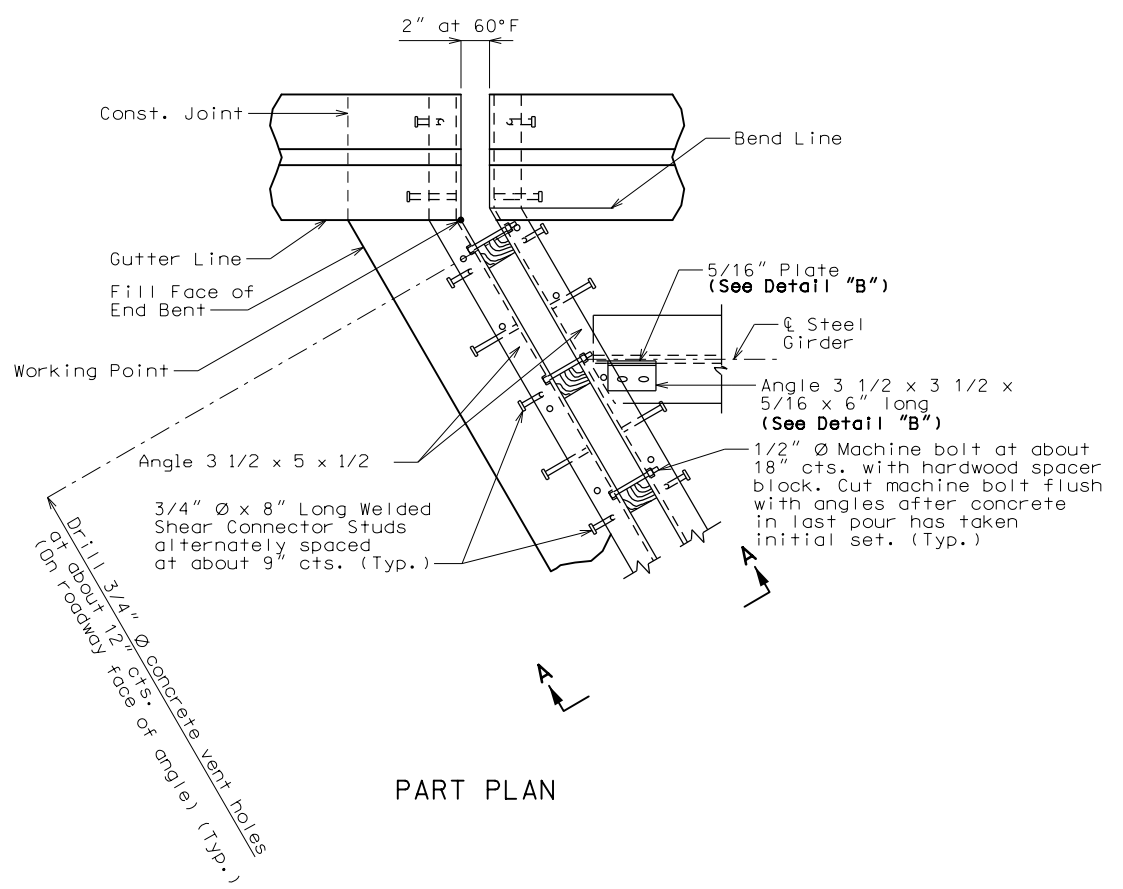 2" at 60°F
Const. Joint
Bend Line
Gutter Line
Fill Face of
End Bent
Working Point
5/16" Plate
(See Detail "B")
℄ Steel
Girder
Angle 3 1/2 x 3 1/2 x
5/16 x 6" long
(See Detail "B")
Angle 3 1/2 x 5 x 1/2
1/2" Ø Machine bolt at about
18" cts. with hardwood spacer
block. Cut machine bolt flush
with angles after concrete
in last pour has taken
initial set. (Typ.)
3/4" Ø x 8" Long Welded
Shear Connector Studs
alternately spaced
at about 9" cts. (Typ.)
Drill 3/4" Ø concrete vent holes
at about 12" cts.
(On roadway face of angle) (Typ.)
A
A
PART PLAN